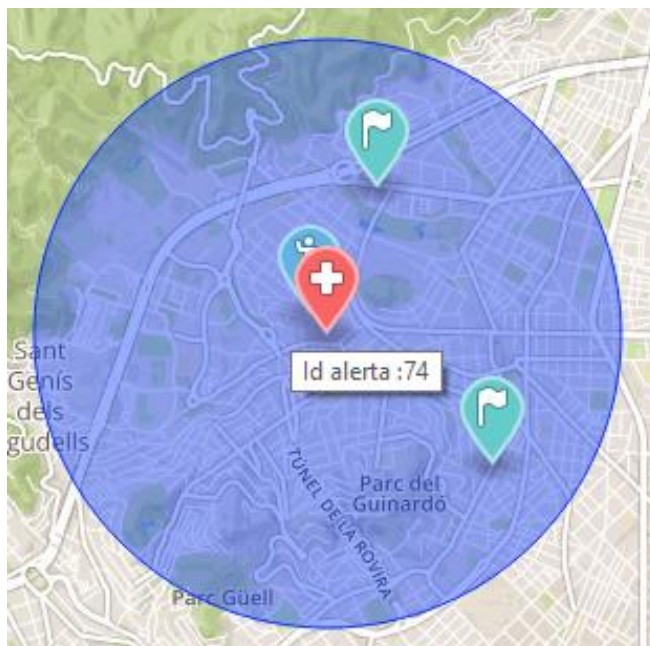 Id alerta :74
Sant
Genís
dels
gudells
TÚNEL DE LA ROVIRA
Parc del
Guinardó
Parc Güell